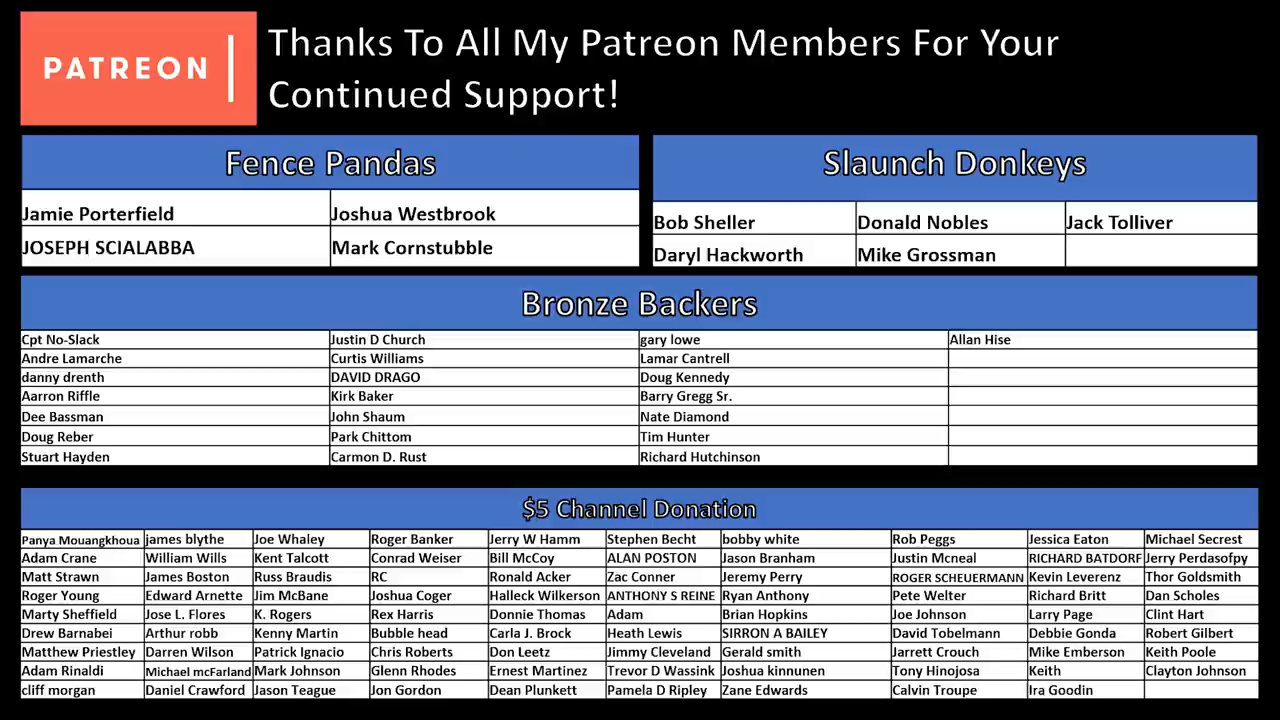 PATREON
Thanks To All My Patreon Members For Your
Continued Support!
Fence Pandas
Jamie Porterfield Joshua Westbrook
JOSEPH SCIALABBA Mark Cornstubble
Slaunch Donkeys
Bob Sheller Donald Nobles Jack Tolliver
Daryl Hackworth Mike Grossman
Bronze Backers
Cpt No-Slack Justin D Church gary lowe Allan Hise
Andre Lamarche Curtis Williams Lamar Cantrell
danny drenth DAVID DRAGO Doug Kennedy
Aarron Riffle Kirk Baker Barry Gregg Sr.
Dee Bassman John Shaum Nate Diamond
Doug Reber Park Chittom Tim Hunter
Stuart Hayden Carmon D. Rust Richard Hutchinson
$5 Channel Donation
Panya Mouangkhoua james blythe Joe Whaley Roger Banker Jerry W Hamm Stephen Becht bobby white Rob Peggs Jessica Eaton Michael Secrest
Adam Crane William Wills Kent Talcott Conrad Weiser Bill McCoy ALAN POSTON Jason Branham Justin Mcneal RICHARD BATDORF Jerry Perdasofpy
Matt Strawn James Boston Russ Braudis RC Ronald Acker Zac Conner Jeremy Perry ROGER SCHEUERMANN Kevin Leverenz Thor Goldsmith
Roger Young Edward Arnette Jim McBane Joshua Coger Halleck Wilkerson ANTHONY S REINE Ryan Anthony Pete Welter Richard Britt Dan Scholes
Marty Sheffield Jose L. Flores K. Rogers Rex Harris Donnie Thomas Adam Brian Hopkins Joe Johnson Larry Page Clint Hart
Drew Barnabei Arthur robb Kenny Martin Bubble head Carla J. Brock Heath Lewis SIRRON A BAILEY David Tobelmann Debbie Gonda Robert Gilbert
Matthew Priestley Darren Wilson Patrick Ignacio Chris Roberts Don Leetz Jimmy Cleveland Gerald smith Jarrett Crouch Mike Emberson Keith Poole
Adam Rinaldi Michael mcFarland Mark Johnson Glenn Rhodes Ernest Martinez Trevor D Wassink Joshua kinnunen Tony Hinojosa Keith Clayton Johnson
cliff morgan Daniel Crawford Jason Teague Jon Gordon Dean Plunkett Pamela D Ripley Zane Edwards Calvin Troupe Ira Goodin